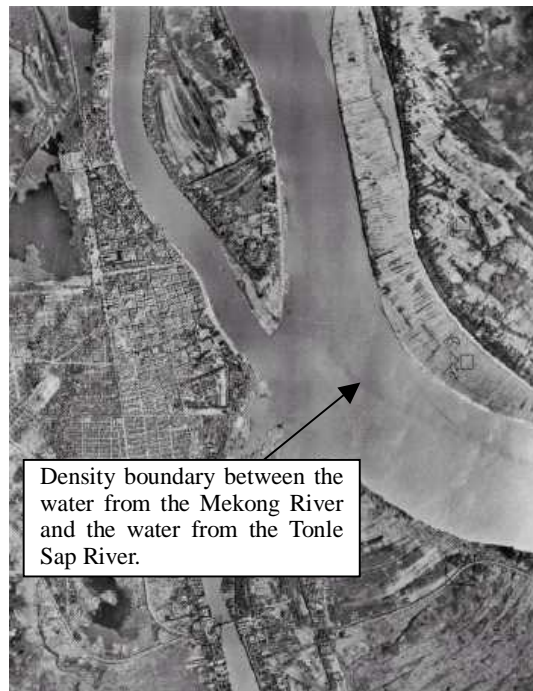 Density boundary between the
water from the Mekong River
and the water from the Tonle
Sap River.